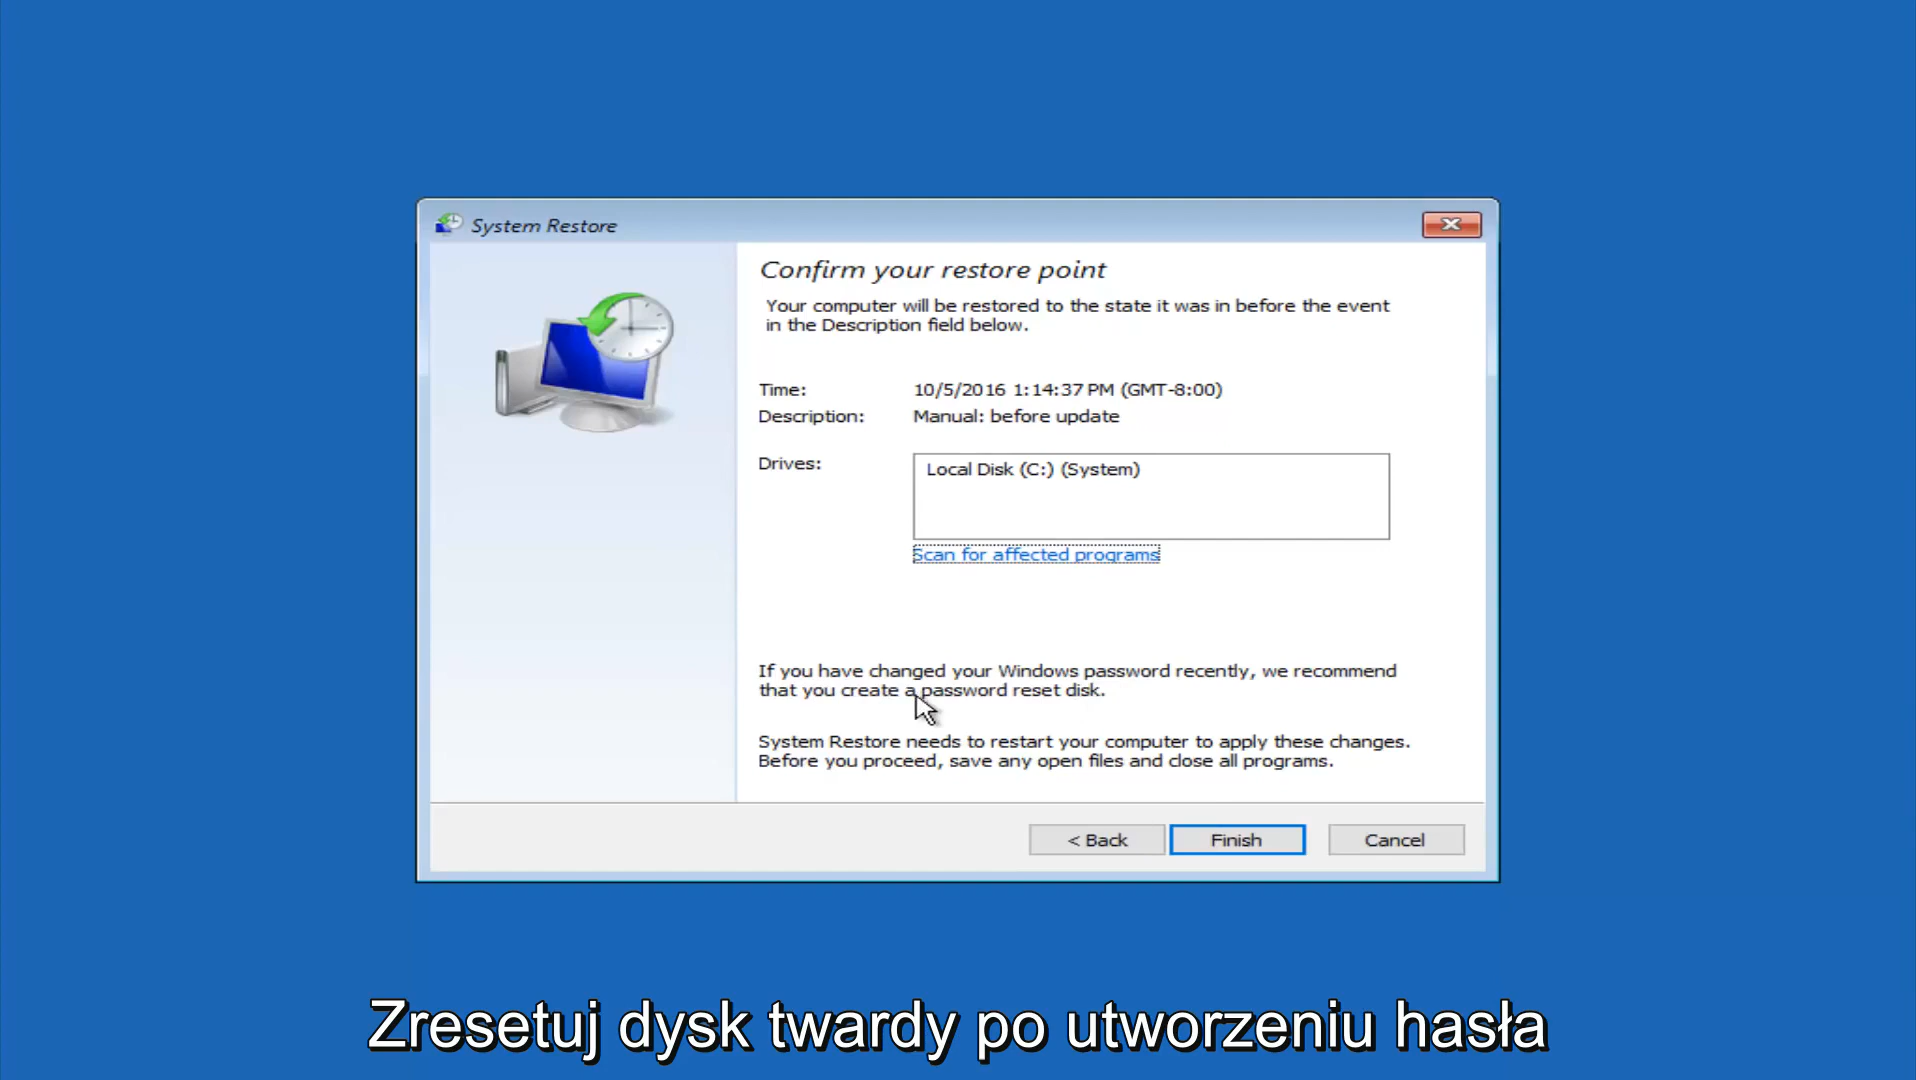 System Restore
Confirm your restore point
Your computer will be restored to the state it was in before the event
in the Description field below.
Time: 10/5/2016 1:14:37 PM (GMT-8:00)
Description: Manual: before update
Drives: Local Disk (C:) (System)
Scan for affected programs
If you have changed your Windows password recently, we recommend
that you create a password reset disk.
System Restore needs to restart your computer to apply these changes.
Before you proceed, save any open files and close all programs.
< Back Finish Cancel
Zresetuj dysk twardy po utworzeniu hasła